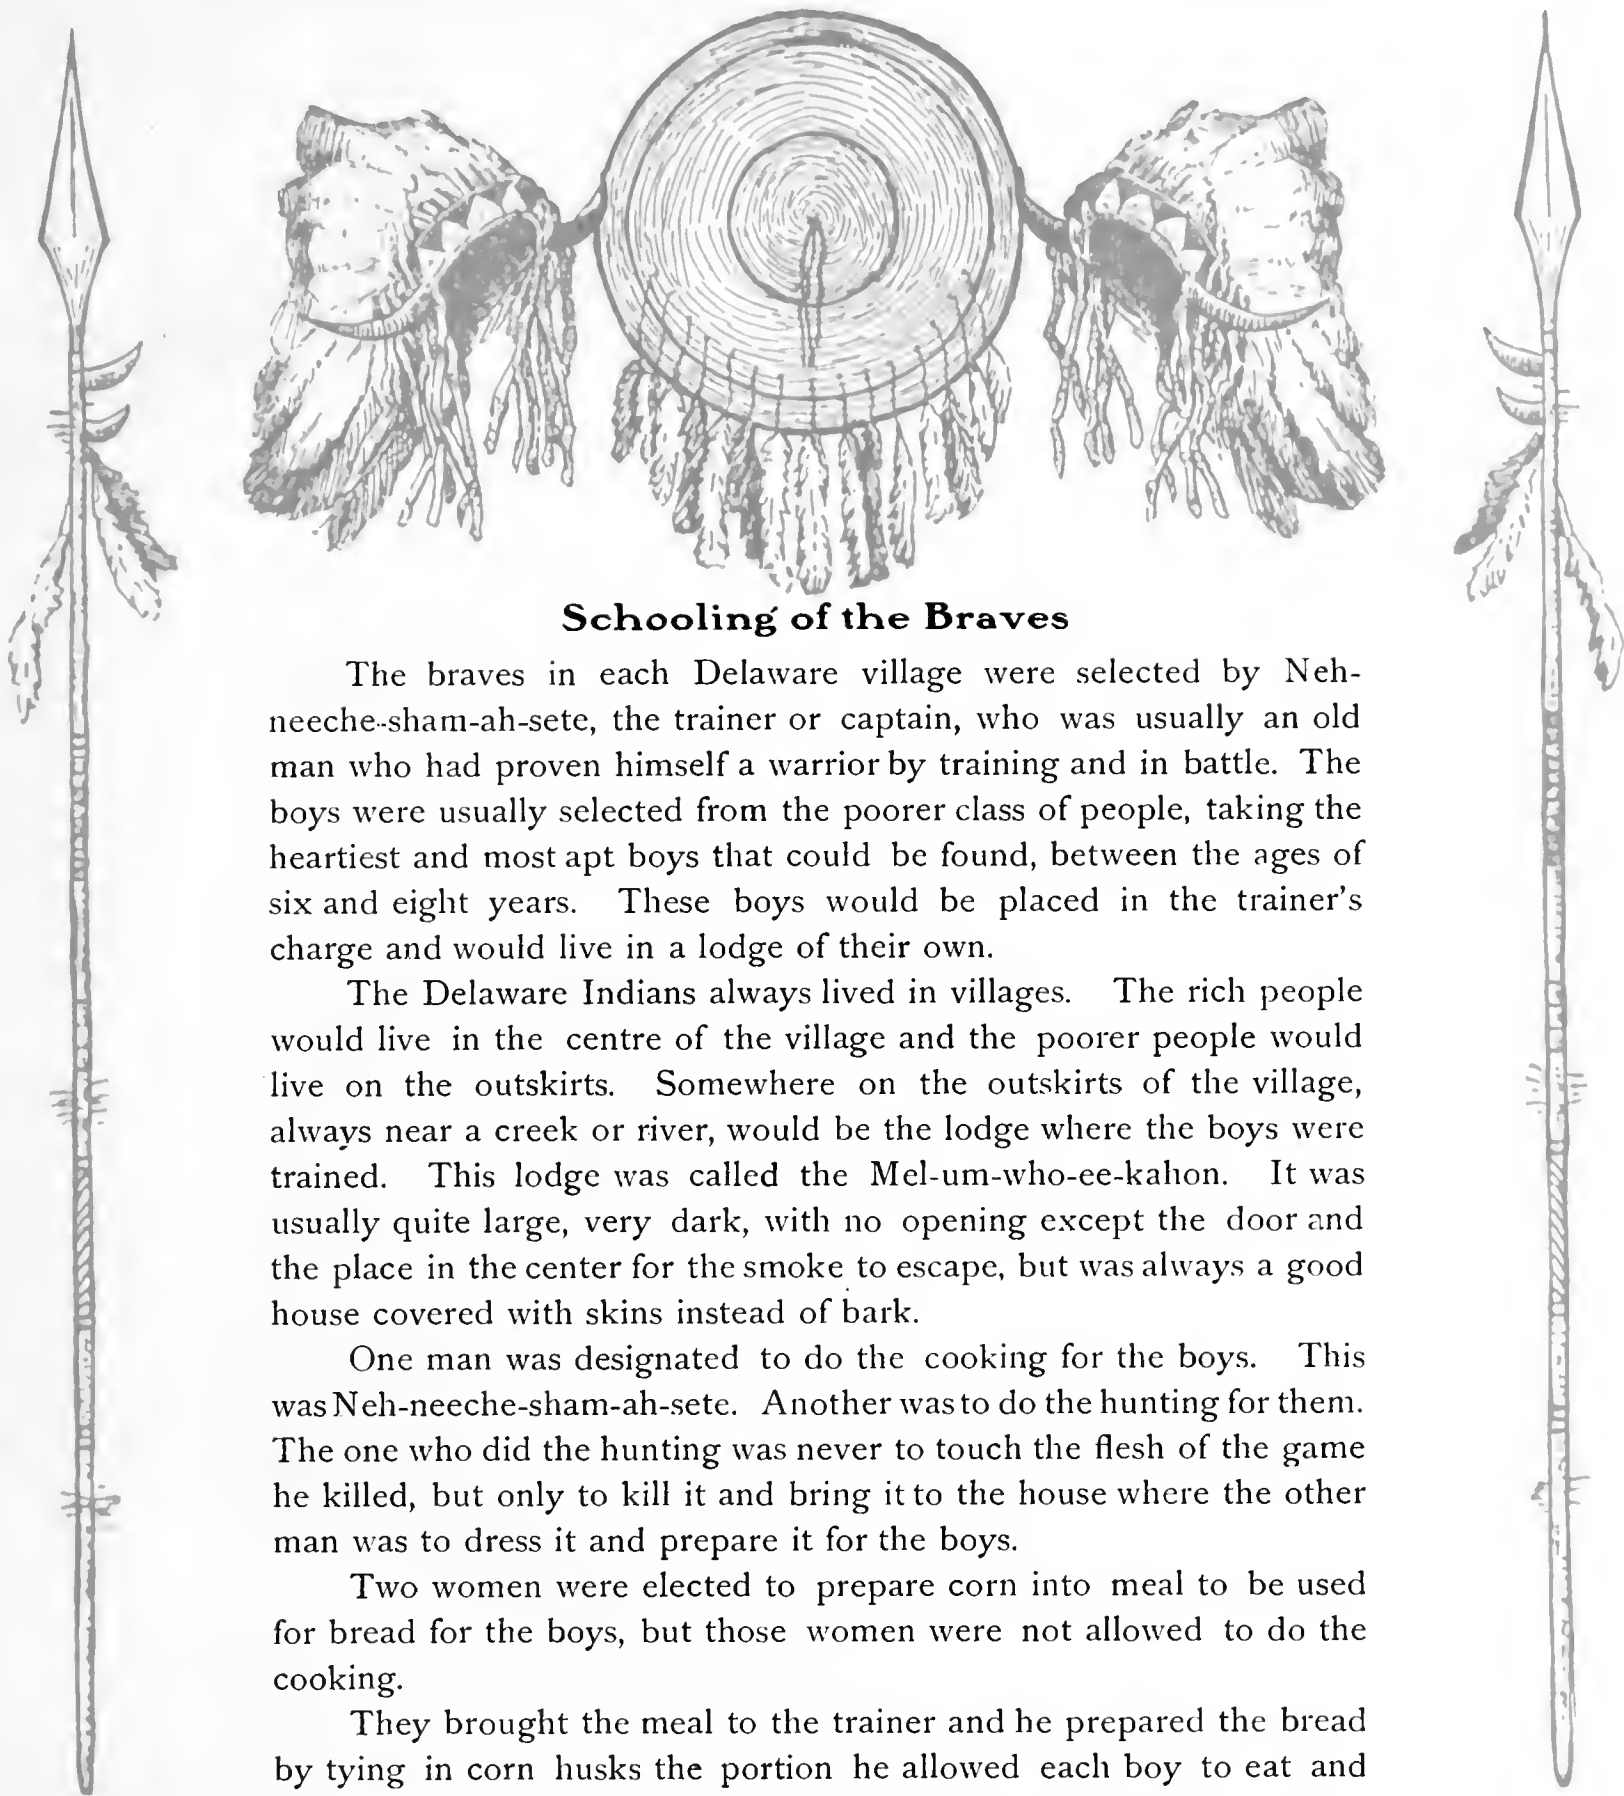 Schooling of the Braves
The braves in each Delaware village were selected by Neh-
neeche-sham-ah-sete, the trainer or captain, who was usually an old
man who had proven himself a warrior by training and in battle. The
boys were usually selected from the poorer class of people, taking the
heartiest and most apt boys that could be found, between the ages of
six and eight years. These boys would be placed in the trainer's
charge and would live in a lodge of their own.
The Delaware Indians always lived in villages. The rich people
would live in the centre of the village and the poorer people would
live on the outskirts. Somewhere on the outskirts of the village,
always near a creek or river, would be the lodge where the boys were
trained. This lodge was called the Mel-um-who-ee-kahon. It was
usually quite large, very dark, with no opening except the door and
the place in the center for the smoke to escape, but was always a good
house covered with skins instead of bark.
One man was designated to do the cooking for the boys. This
was Neh-neeche-sham-ah-sete. Another was to do the hunting for them.
The one who did the hunting was never to touch the flesh of the game
he killed, but only to kill it and bring it to the house where the other
man was to dress it and prepare it for the boys.
Two women were elected to prepare corn into meal to be used
for bread for the boys, but those women were not allowed to do the
cooking.
They brought the meal to the trainer and he prepared the bread
by tying in corn husks the portion he allowed each boy to eat and